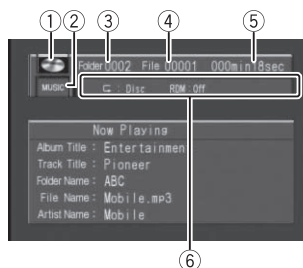 ① ② ③ ④ ⑤
Folder 0002 File 00001 000min18sec
MUSIC : Disc RDM : Off
Now Playing
Album Title : Entertainmen
Track Title : Pioneer
Folder Name : ABC
File Name : Mobile.mp3
Artist Name : Mobile
⑥